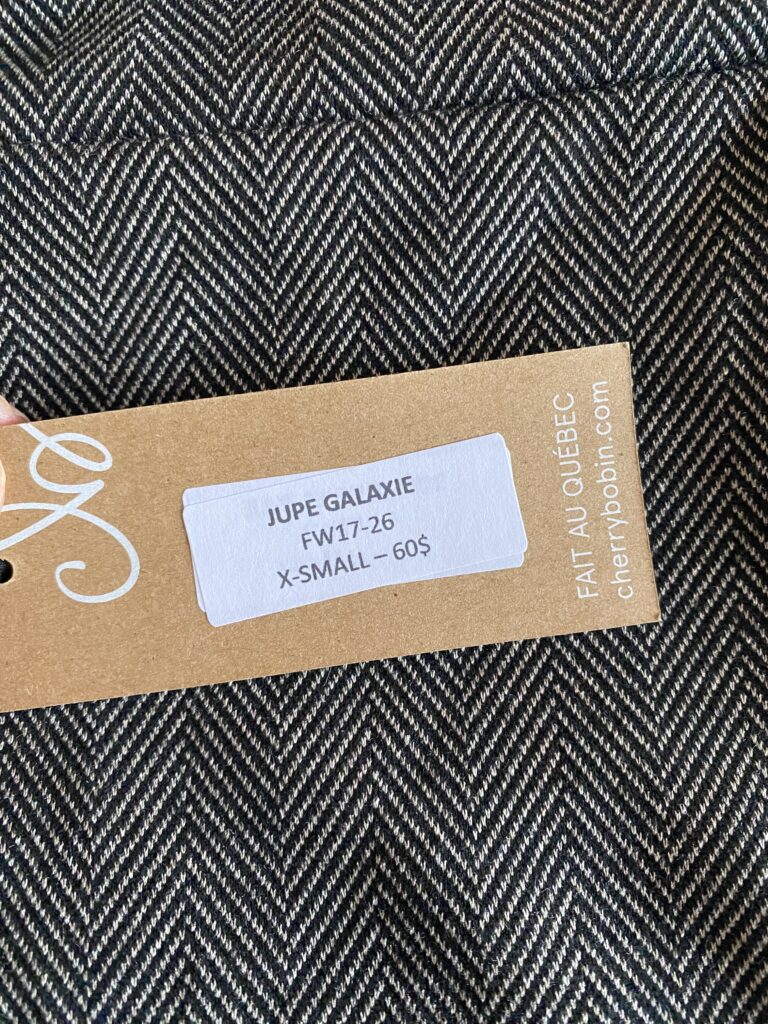 JUPE GALAXIE
FW17-26
X-SMALL – 60$
FAIT AU QUÉBEC
cherrybobin.com